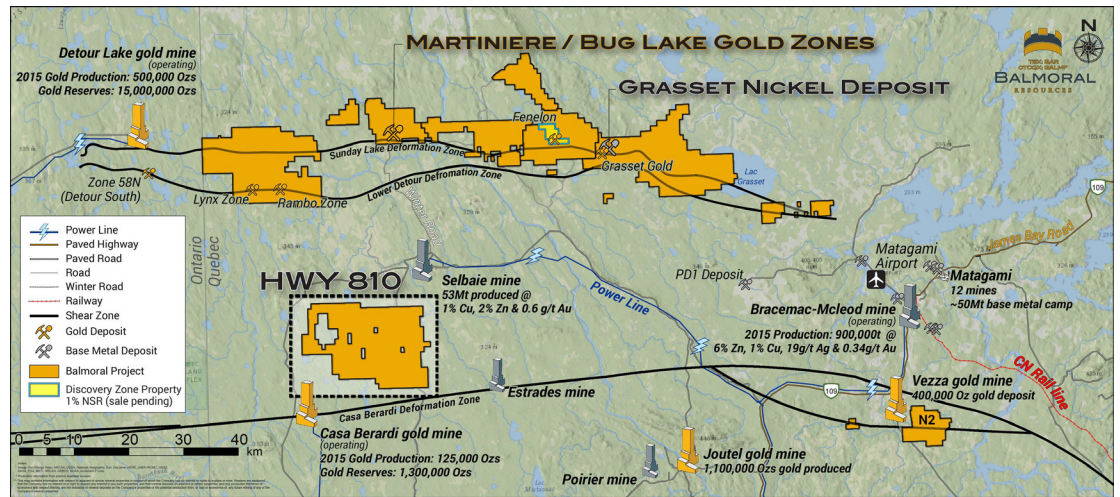 MARTINIERE / BUG LAKE GOLD ZONES
GRASSET NICKEL DEPOSIT
N
BALMORAL
RESOURCES
Detour Lake gold mine
(operating)
2015 Gold Production: 500,000 Ozs
Gold Reserves: 15,000,000 Ozs
Fenelon
Sunday Lake Deformation Zone
Grasset Gold
Lower Detour Defromation Zone
Zone 58N
(Detour South)
Lynx Zone
Rambo Zone
Lac
Grasset
109
James Bay Road
Power Line
Paved Highway
Paved Road
Road
Winter Road
Railway
Shear Zone
Gold Deposit
Base Metal Deposit
Balmoral Project
Discovery Zone Property
1% NSR (sale pending)
Ontario
Quebec
HWY 810
Selbaie mine
53Mt produced @
1% Cu, 2% Zn & 0.6 g/t Au
Power Line
PD1 Deposit
Matagami
Airport
Matagami
12 mines
~50Mt base metal camp
Bracemac-Mcleod mine
(operating)
2015 Production: 900,000t @
6% Zn, 1% Cu, 19g/t Ag & 0.34g/t Au
CN Rail line
Estrades mine
109
Vezza gold mine
400,000 Oz gold deposit
N2
Casa Berardi Deformation Zone
Casa Berardi gold mine
(operating)
2015 Gold Production: 125,000 Ozs
Gold Reserves: 1,300,000 Ozs
Joutel gold mine
1,100,000 Ozs gold produced
Poirier mine
0 5 10 20 30 40
km